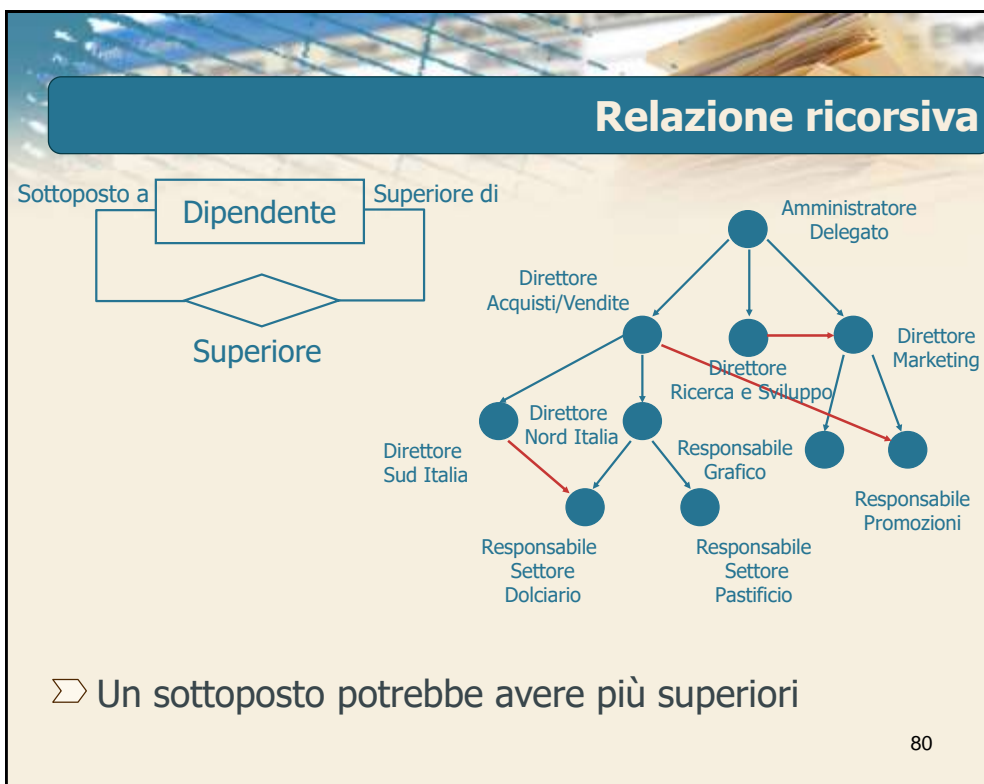 Relazione ricorsiva
Sottoposto a
Dipendente
Superiore di
Superiore
Amministratore
Delegato
Direttore
Acquisti/Vendite
Direttore
Ricerca e Sviluppo
Direttore
Marketing
Direttore
Sud Italia
Direttore
Nord Italia
Responsabile
Grafico
Responsabile
Promozioni
Responsabile
Settore
Dolciario
Responsabile
Settore
Pastificio
Un sottoposto potrebbe avere più superiori
80